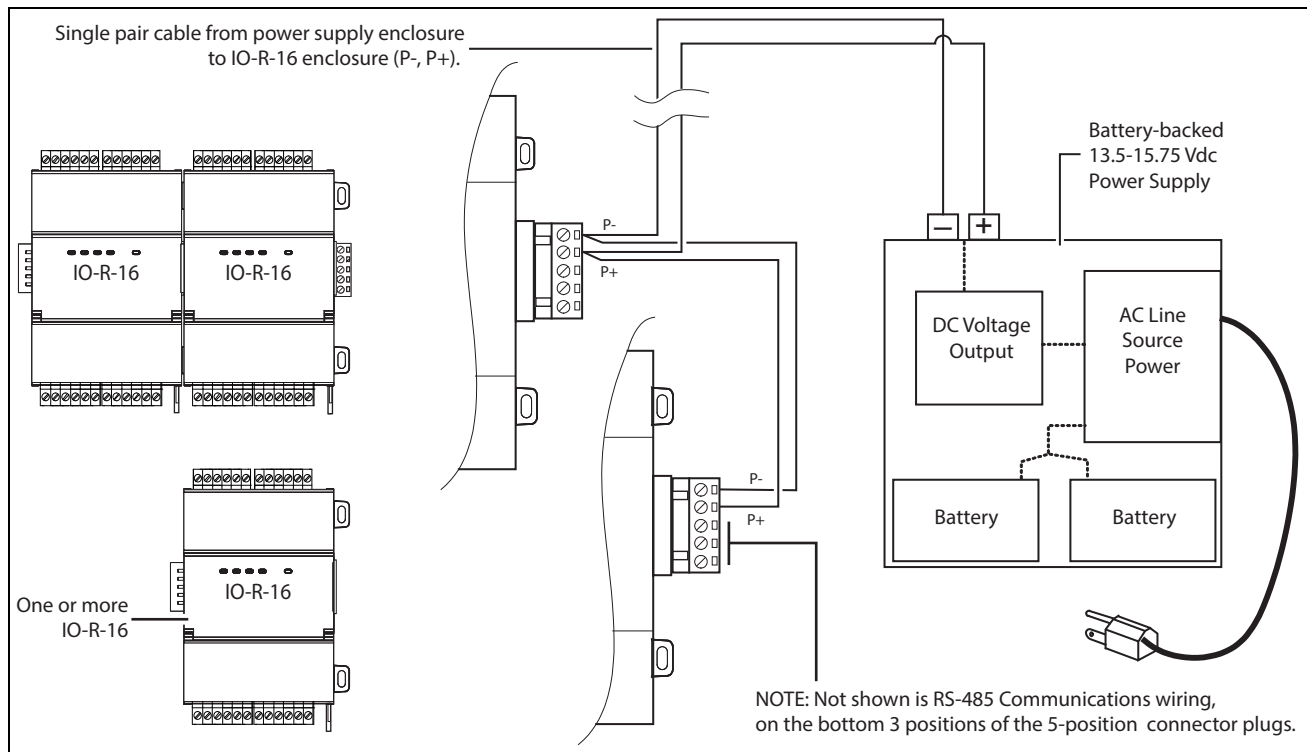 Single pair cable from power supply enclosure
to IO-R-16 enclosure (P-, P+).
Battery-backed
13.5-15.75 Vdc
Power Supply
P-
P+
− +
IO-R-16
IO-R-16
DC Voltage
Output
AC Line
Source
Power
P-
P+
Battery
Battery
IO-R-16
One or more
IO-R-16
NOTE: Not shown is RS-485 Communications wiring,
on the bottom 3 positions of the 5-position connector plugs.